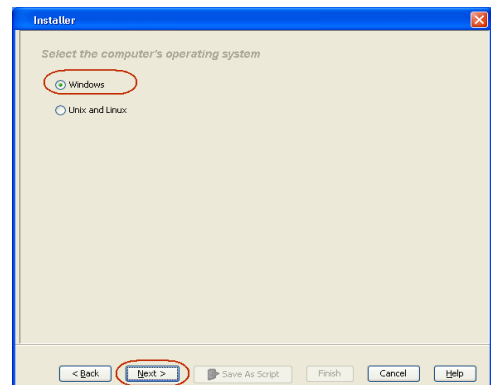 Installer
Select the computer's operating system
Windows
Unix and Linux
< Back Next > Save As Script Finish Cancel Help